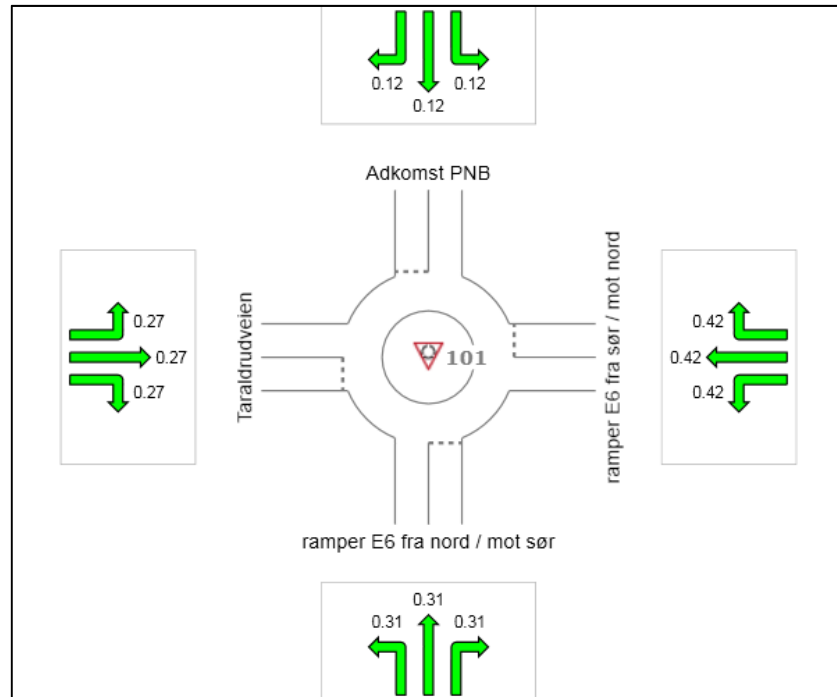 0.12 0.12
0.12
Adkomst PNB
0.27
0.27
0.27
Taraldrudveien
101
ramper E6 fra sør / mot nord
0.42
0.42
0.42
ramper E6 fra nord / mot sør
0.31
0.31 0.31